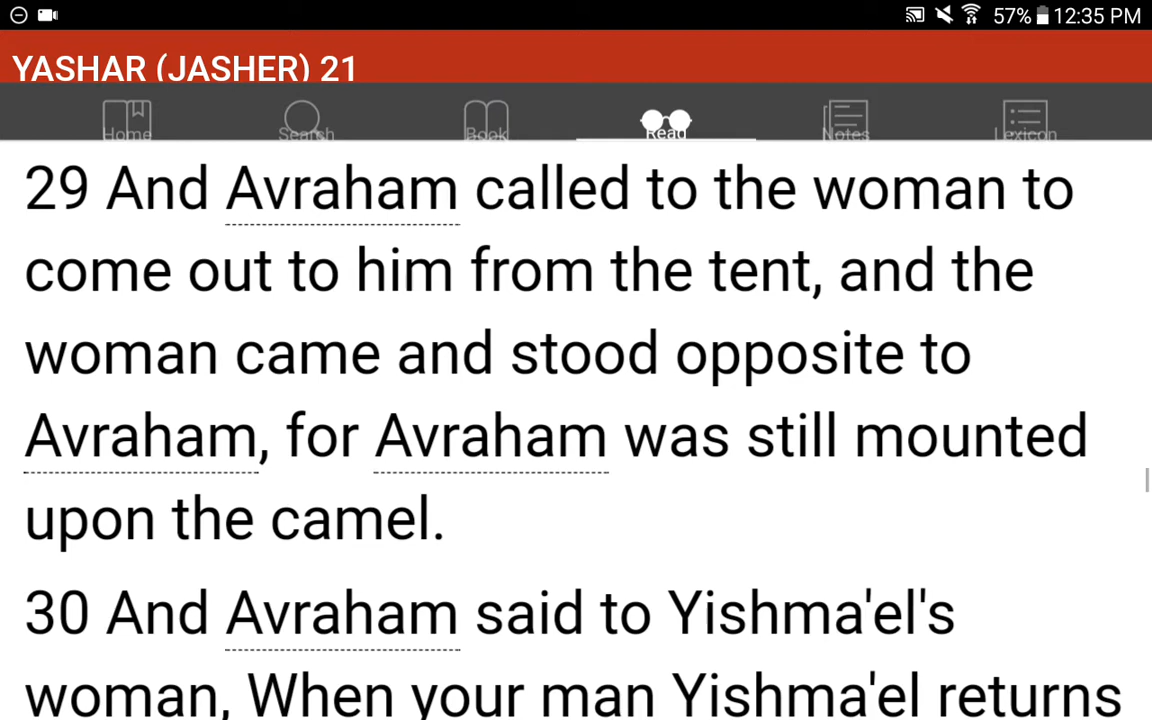 57% 12:35 PM
YASHAR (JASHER) 21
Home Search Book Read Notes Lexicon
29 And Avraham called to the woman to
come out to him from the tent, and the
woman came and stood opposite to
Avraham, for Avraham was still mounted
upon the camel.
30 And Avraham said to Yishma'el's
woman, When your man Yishma'el returns